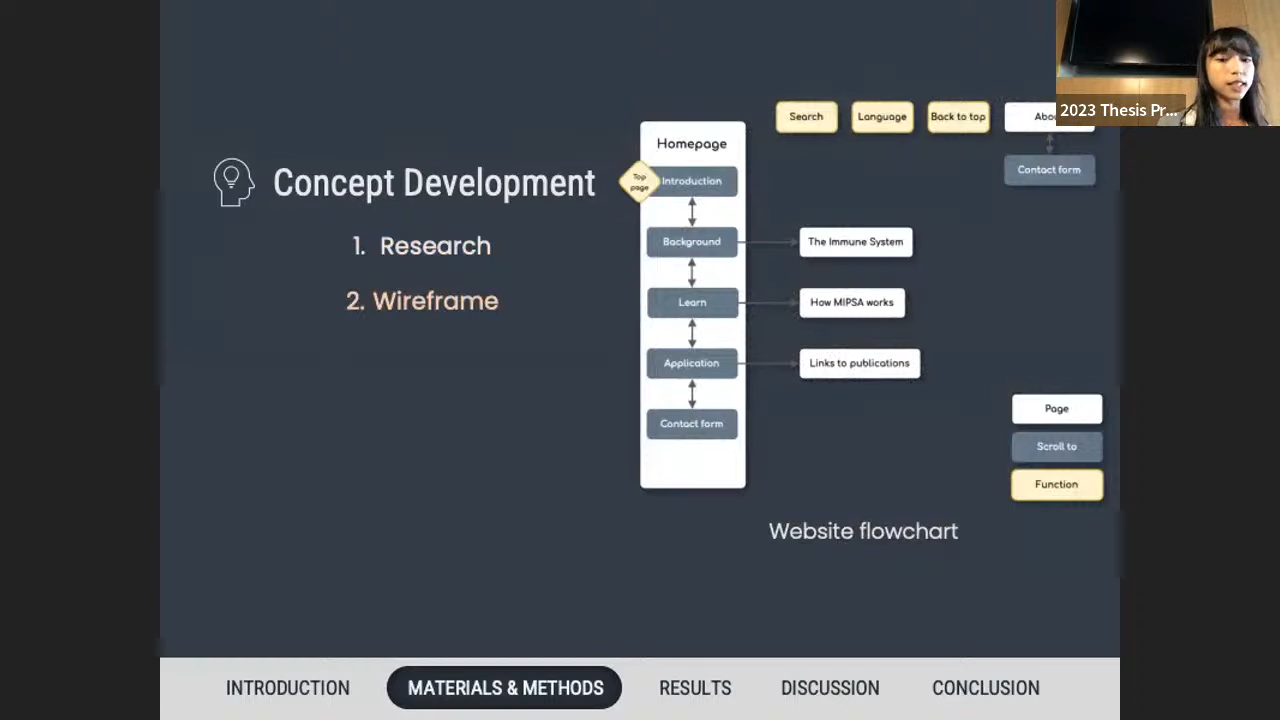 2023 Thesis Pr...
Search
Language
Back to top
Contact form
Homepage
Top
page
Introduction
Background
The Immune System
Learn
How MIPSA works
Application
Links to publications
Contact form
Concept Development
1. Research
2. Wireframe
Page
Scroll to
Function
Website flowchart
INTRODUCTION
MATERIALS & METHODS
RESULTS
DISCUSSION
CONCLUSION